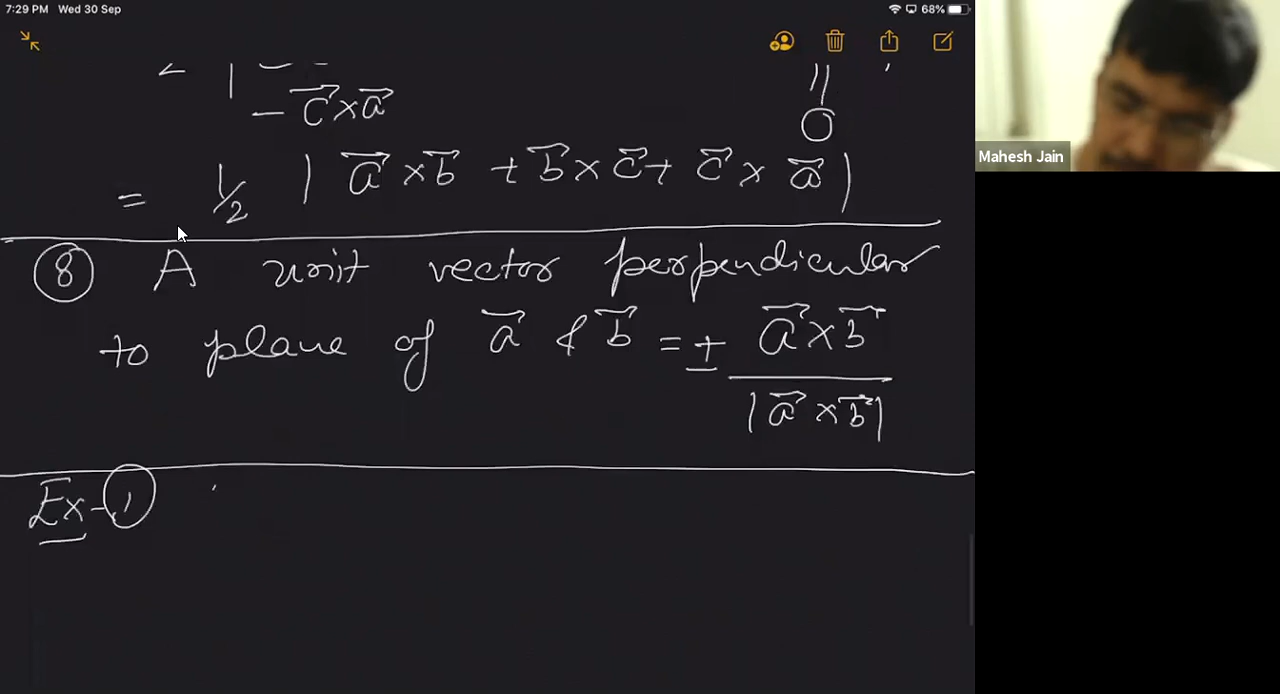 7:29 PM Wed 30 Sep 68%
− c⃗ × a⃗
0
= 1/2 | a⃗ × b⃗ + b⃗ × c⃗ + c⃗ × a⃗ |
Mahesh Jain
⑧ A unit vector perpendicular
to plane of a⃗ & b⃗ = ± a⃗ × b⃗
| a⃗ × b⃗ |
Ex-①